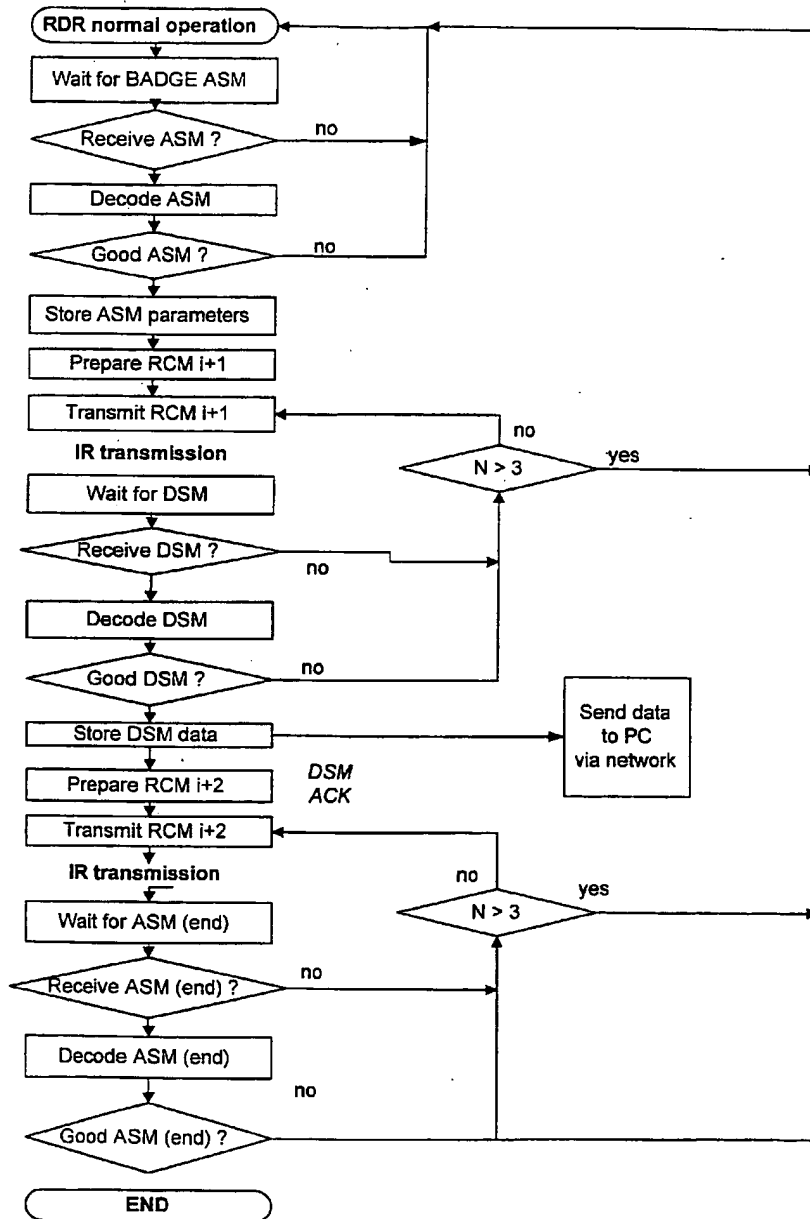 RDR normal operation
Wait for BADGE ASM
Receive ASM ?
no
Decode ASM
Good ASM ?
no
Store ASM parameters
Prepare RCM i+1
Transmit RCM i+1
no
IR transmission
N > 3
yes
Wait for DSM
Receive DSM ?
no
Decode DSM
Good DSM ?
no
Store DSM data
Send data
to PC
via network
Prepare RCM i+2
DSM
ACK
Transmit RCM i+2
IR transmission
no
yes
N > 3
Wait for ASM (end)
Receive ASM (end) ?
no
Decode ASM (end)
no
Good ASM (end) ?
END